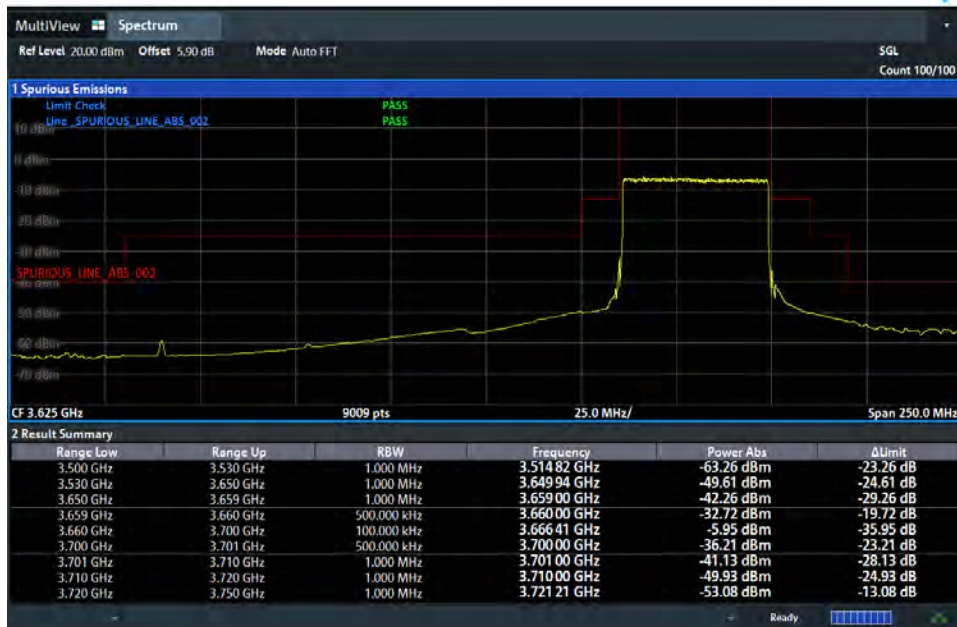 MultiView Spectrum
Ref Level 20.00 dBm Offset 5.90 dB Mode Auto FFT SGL
Count 100/100
1 Spurious Emissions
Limit Check PASS
Line _SPURIOUS_LINE_ABS_002 PASS
10 dBm
0 dBm
-10 dBm
-20 dBm
-30 dBm
SPURIOUS_LINE_ABS_002
-40 dBm
-50 dBm
-60 dBm
-70 dBm
CF 3.625 GHz 9009 pts 25.0 MHz/ Span 250.0 MHz
2 Result Summary
Range Low Range Up RBW Frequency Power Abs ΔLimit
3.500 GHz 3.530 GHz 1.000 MHz 3.514 82 GHz -63.26 dBm -23.26 dB
3.530 GHz 3.650 GHz 1.000 MHz 3.649 94 GHz -49.61 dBm -24.61 dB
3.650 GHz 3.659 GHz 1.000 MHz 3.659 00 GHz -42.26 dBm -29.26 dB
3.659 GHz 3.660 GHz 500.000 kHz 3.660 00 GHz -32.72 dBm -19.72 dB
3.660 GHz 3.700 GHz 100.000 kHz 3.666 41 GHz -5.95 dBm -35.95 dB
3.700 GHz 3.701 GHz 500.000 kHz 3.700 00 GHz -36.21 dBm -23.21 dB
3.701 GHz 3.710 GHz 1.000 MHz 3.701 00 GHz -41.13 dBm -28.13 dB
3.710 GHz 3.720 GHz 1.000 MHz 3.710 00 GHz -49.93 dBm -24.93 dB
3.720 GHz 3.750 GHz 1.000 MHz 3.721 21 GHz -53.08 dBm -13.08 dB
Ready